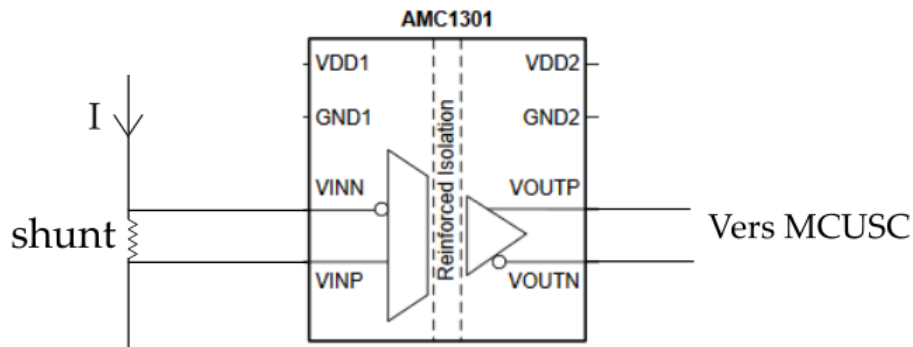 AMC1301
VDD1
VDD2
GND1
GND2
I
Reinforced Isolation
VINN
VOUTP
shunt
Vers MCUSC
VINP
VOUTN